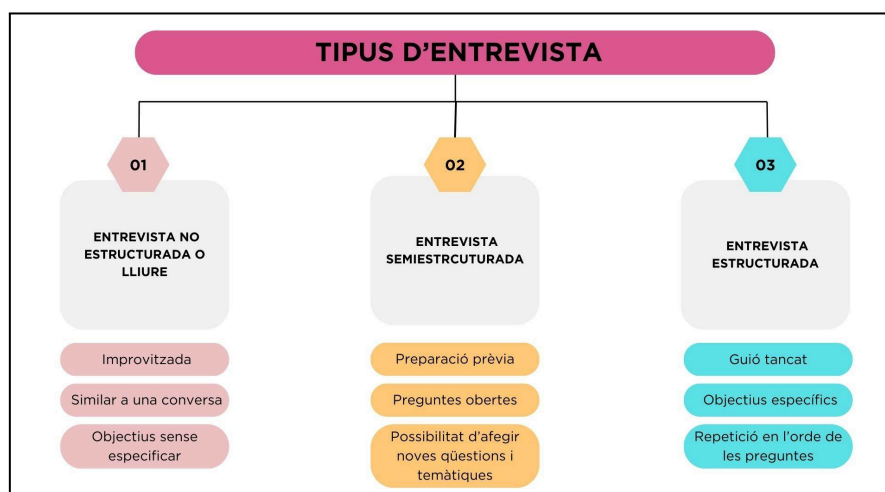 TIPUS D'ENTREVISTA
01
ENTREVISTA NO
ESTRUCTURADA O
LLIURE
Improvitzada
Similar a una conversa
Objectius sense
especificar
02
ENTREVISTA
SEMIESTRCUTURADA
Preparació prèvia
Preguntes obertes
Possibilitat d'afegir
noves qüestions i
temàtiques
03
ENTREVISTA
ESTRUCTURADA
Guió tancat
Objectius específics
Repetició en l'orde de
les preguntes